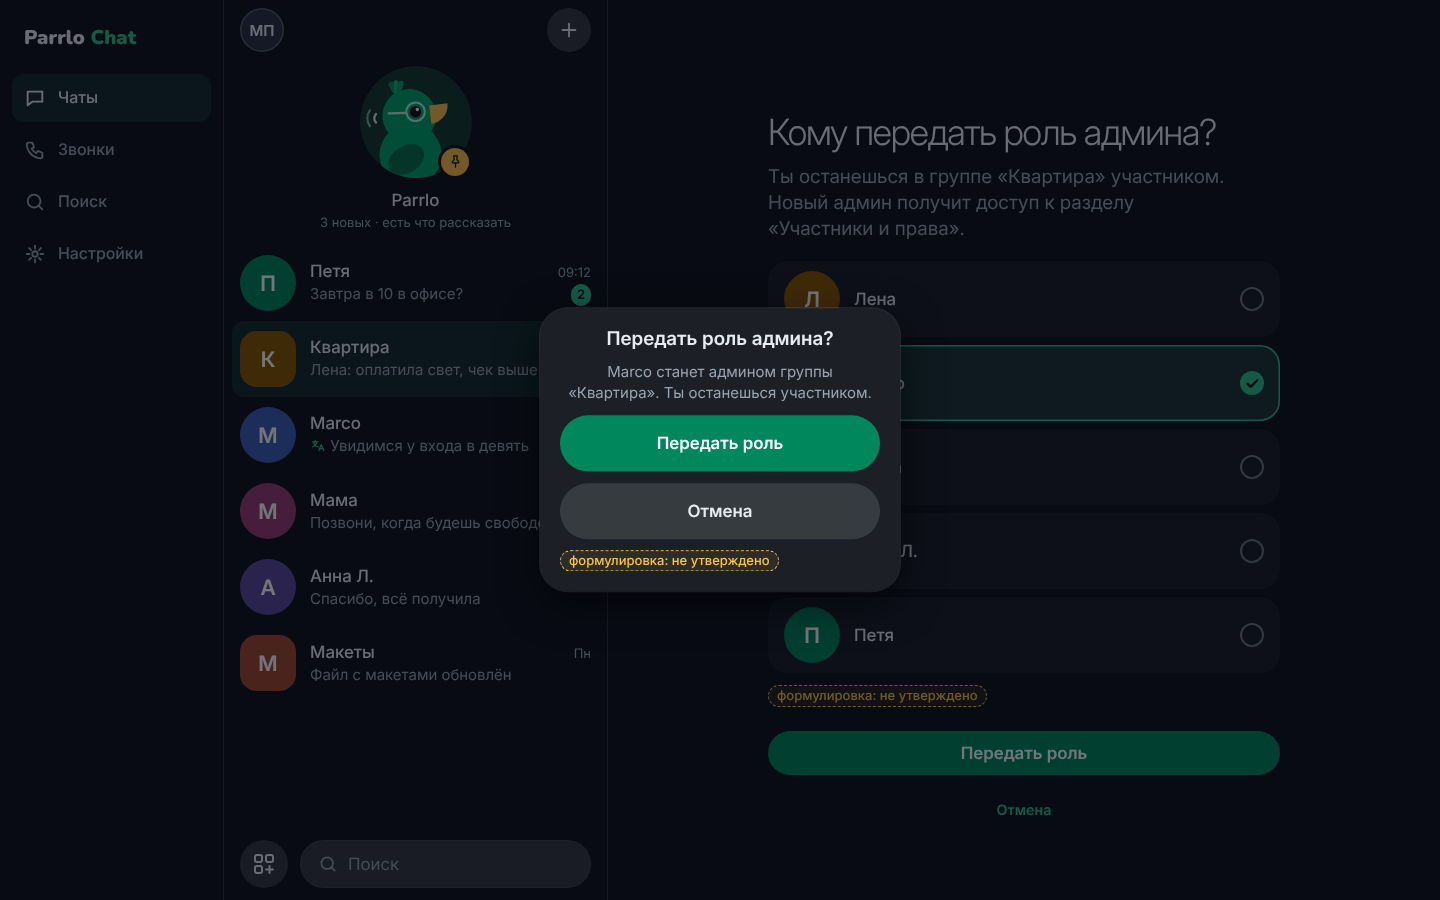 Parrlo Chat
Чаты
Звонки
Поиск
Настройки
МП
Parrlo
3 новых · есть что рассказать
Петя
09:12
Завтра в 10 в офисе?
2
П
К
Квартира
Лена: оплатила свет, чек выше
М
Marco
Увидимся у входа в девять
М
Мама
Позвони, когда будешь
А
Анна Л.
Спасибо, всё получила
М
Макеты
Пн
Файл с макетами обновлён
Поиск
Кому передать роль админа?
Ты останешься в группе «Квартира» участником.
Новый админ получит доступ к разделу
«Участники и права».
Л
Лена
Л.
П
Петя
формулировка: не утверждено
Передать роль
Отмена
Передать роль админа?
Marco станет админом группы
«Квартира». Ты останешься участником.
Передать роль
Отмена
формулировка: не утверждено